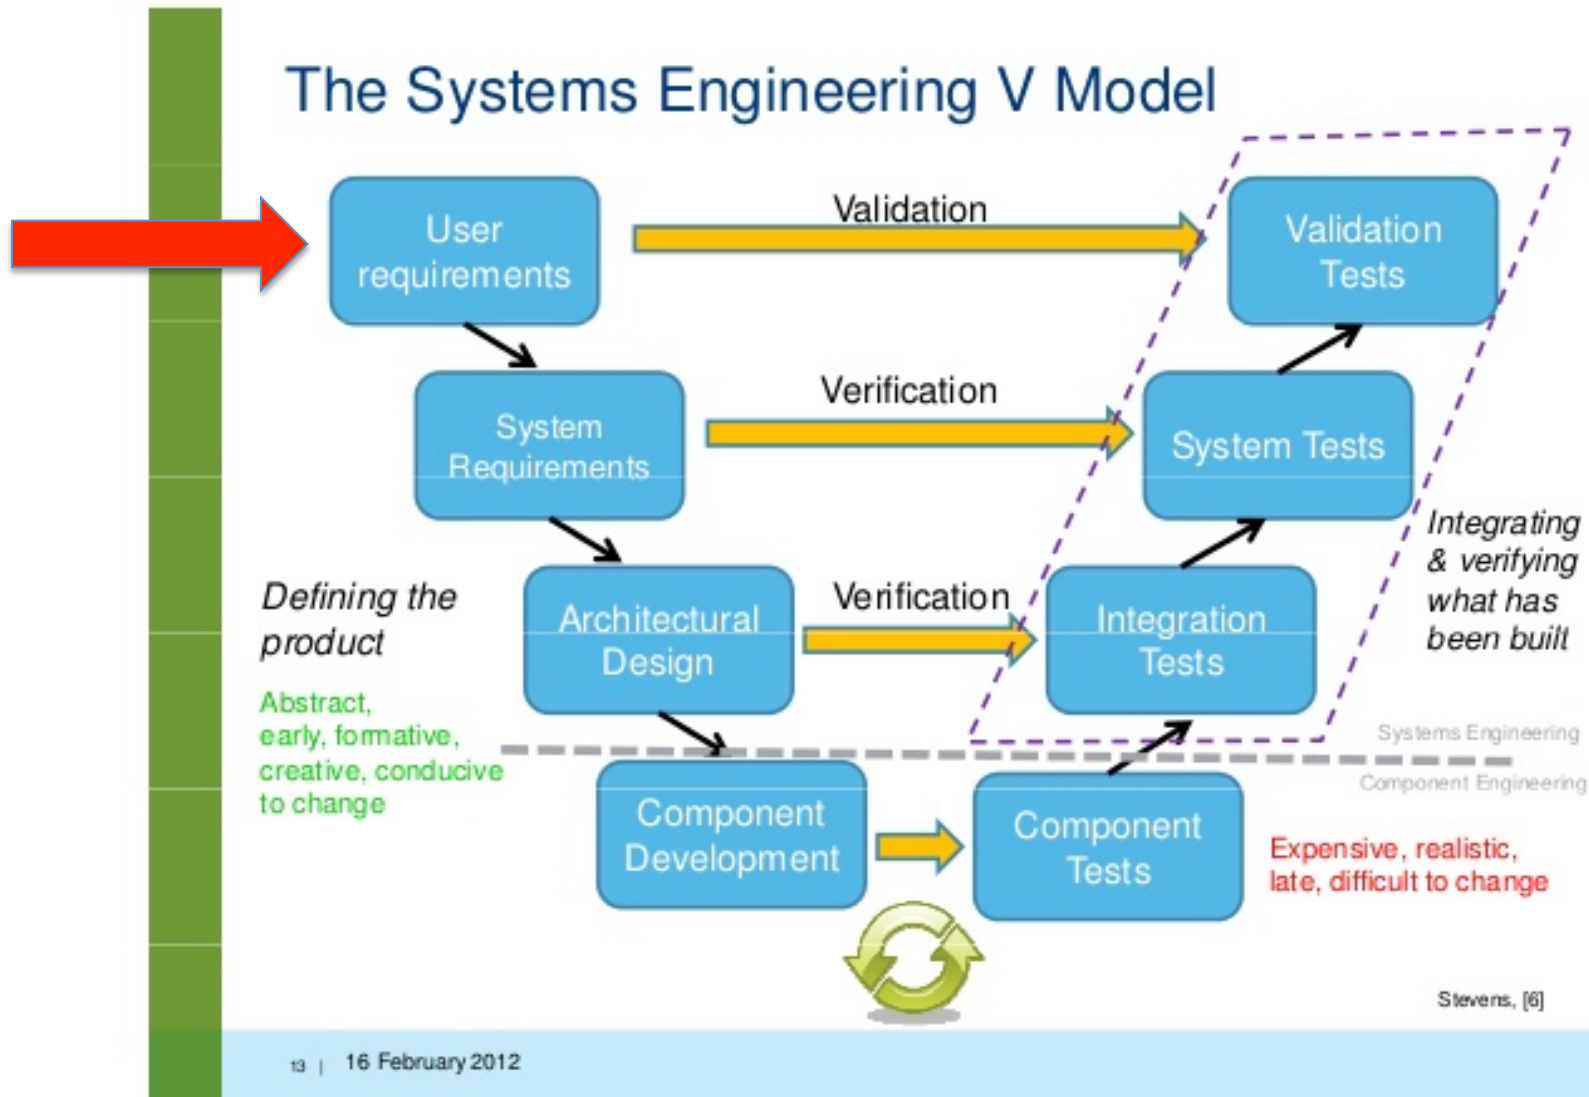 The Systems Engineering V Model
User
requirements
Validation
Validation
Tests
System
Requirements
Verification
System Tests
Defining the
product
Abstract,
early, formative,
creative, conducive
to change
Architectural
Design
Verification
Integration
Tests
Integrating
& verifying
what has
been built
Systems Engineering
Component Engineering
Component
Development
Component
Tests
Expensive, realistic,
late, difficult to change
Stevens, [6]
13 | 16 February 2012